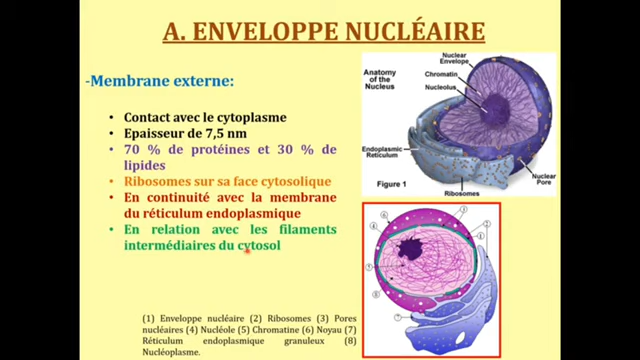 A. ENVELOPPE NUCLÉAIRE
-Membrane externe:
• Contact avec le cytoplasme
• Epaisseur de 7,5 nm
• 70 % de protéines et 30 % de
lipides
• Ribosomes sur sa face cytosolique
• En continuité avec la membrane
du réticulum endoplasmique
• En relation avec les filaments
intermédiaires du cytosol
Anatomy
of the
Nucleus
Nuclear
Envelope
Chromatin
Nucleolus
Endoplasmic
Reticulum
Nuclear
Pore
Ribosomes
Figure 1
(1) Enveloppe nucléaire (2) Ribosomes (3) Pores
nucléaires (4) Nucléole (5) Chromatine (6) Noyau (7)
Réticulum endoplasmique granuleux (8)
Nucléoplasme.